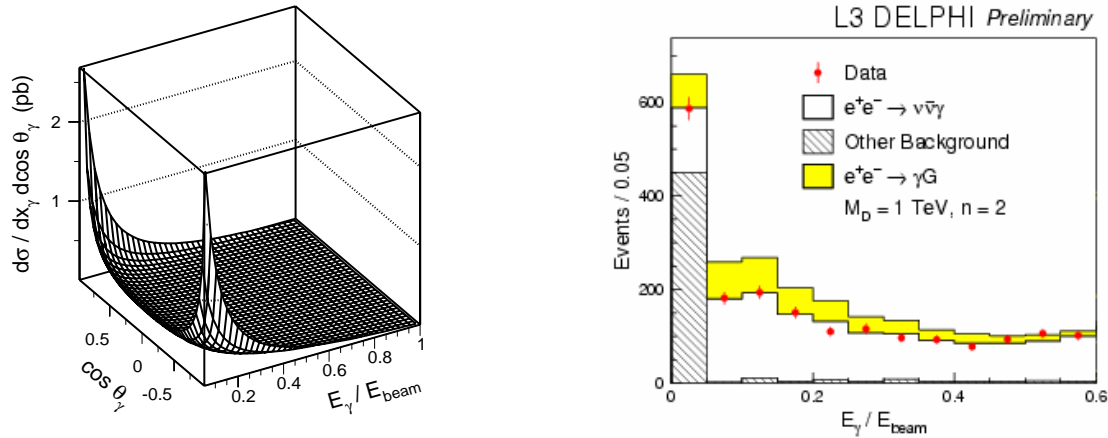 dσ / dx_γ dcos θ_γ (pb)
2
1
0.5
0
-0.5
cos θ_γ
0.2
0.4
0.6
0.8
1
E_γ / E_beam
L3 DELPHI Preliminary
Data
e⁺e⁻ → νν̄γ
Other Background
e⁺e⁻ → γG
M_D = 1 TeV, n = 2
Events / 0.05
600
400
200
0
0
0.2
0.4
0.6
E_γ / E_beam